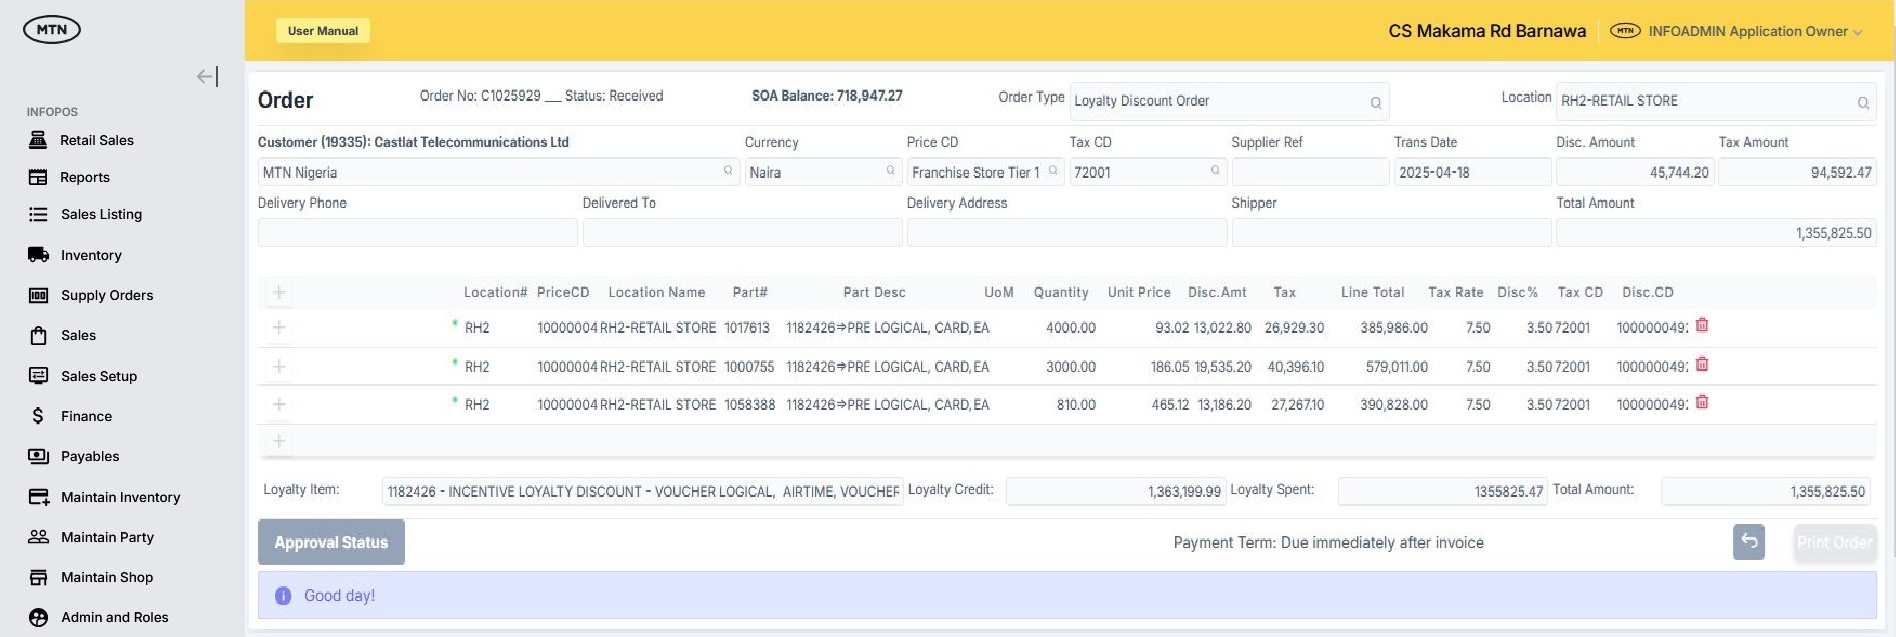 MTN
User Manual
CS Makama Rd Barnawa
MTN INFOADMIN Application Owner
INFOPOS
Retail Sales
Reports
Sales Listing
Inventory
Supply Orders
Sales
Sales Setup
Finance
Payables
Maintain Inventory
Maintain Party
Maintain Shop
Admin and Roles
Order
Order No: C1025929 __ Status: Received
SOA Balance: 718,947.27
Order Type Loyalty Discount Order
Location RH2-RETAIL STORE
Customer (19335): Castlat Telecommunications Ltd Currency Price CD Tax CD Supplier Ref Trans Date Disc. Amount Tax Amount
MTN Nigeria Naira Franchise Store Tier 1 72001 2025-04-18 45,744.20 94,592.47
Delivery Phone Delivered To Delivery Address Shipper Total Amount
1,355,825.50
Location# PriceCD Location Name Part# Part Desc UoM Quantity Unit Price Disc.Amt Tax Line Total Tax Rate Disc% Tax CD Disc.CD
* RH2 10000004 RH2-RETAIL STORE 1017613 1182426=>PRE LOGICAL, CARD, EA 4000.00 93.02 13,022.80 26,929.30 385,986.00 7.50 3.50 72001 100000049
* RH2 10000004 RH2-RETAIL STORE 1000755 1182426=>PRE LOGICAL, CARD, EA 3000.00 186.05 19,535.20 40,396.10 579,011.00 7.50 3.50 72001 100000049
* RH2 10000004 RH2-RETAIL STORE 1058388 1182426=>PRE LOGICAL, CARD, EA 810.00 465.12 13,186.20 27,267.10 390,828.00 7.50 3.50 72001 100000049
Loyalty Item: 1182426 - INCENTIVE LOYALTY DISCOUNT - VOUCHER LOGICAL, AIRTIME, VOUCHER Loyalty Credit: 1,363,199.99 Loyalty Spent: 1355825.47 Total Amount: 1,355,825.50
Approval Status
Payment Term: Due immediately after invoice
Print Order
Good day!